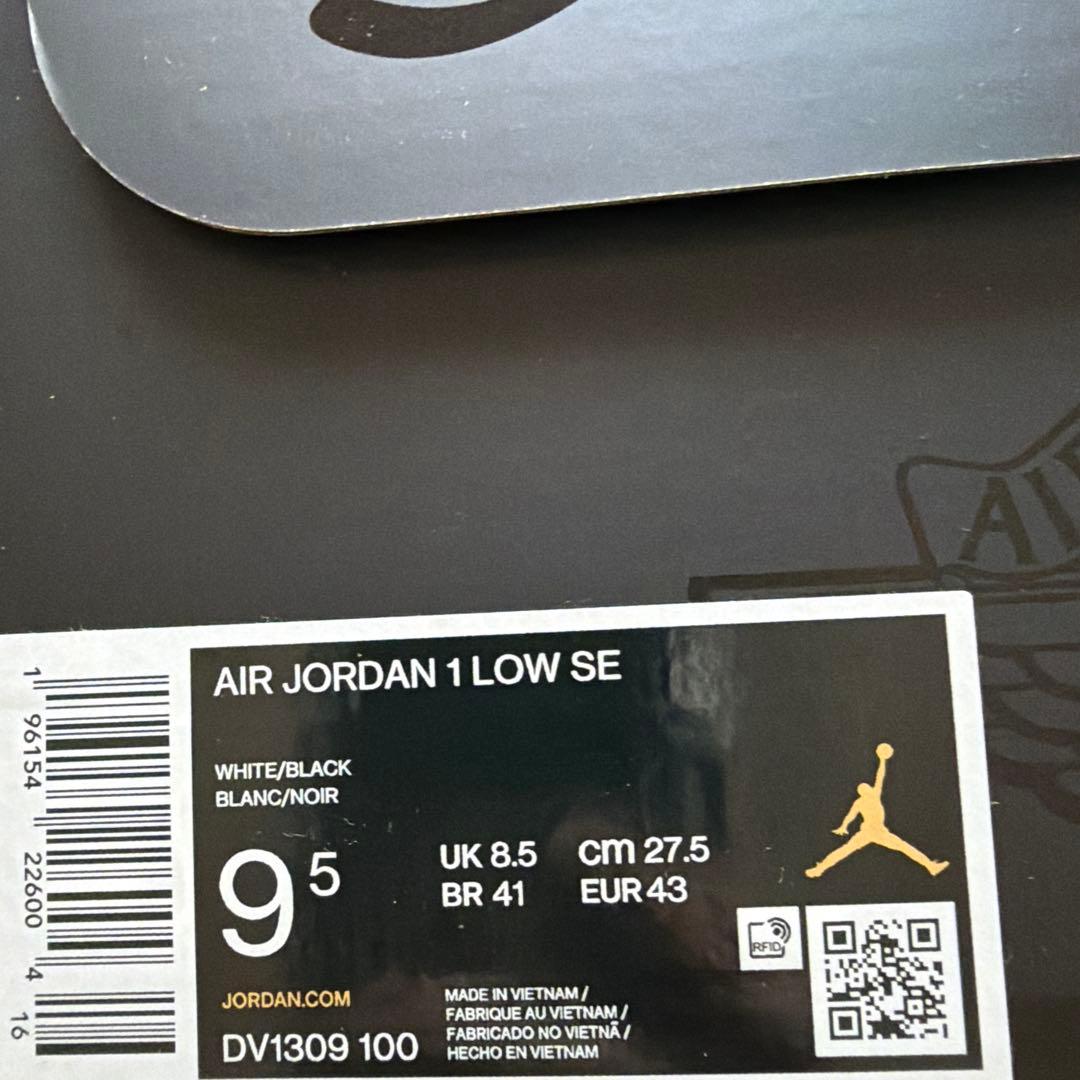 AI
AIR JORDAN 1 LOW SE
WHITE/BLACK
BLANC/NOIR
9 5
UK 8.5 cm 27.5
BR 41 EUR 43
RFID
JORDAN.COM
DV1309 100
MADE IN VIETNAM /
FABRIQUE AU VIETNAM /
FABRICADO NO VIETNÃ /
HECHO EN VIETNAM
1 96154 22600 4 16